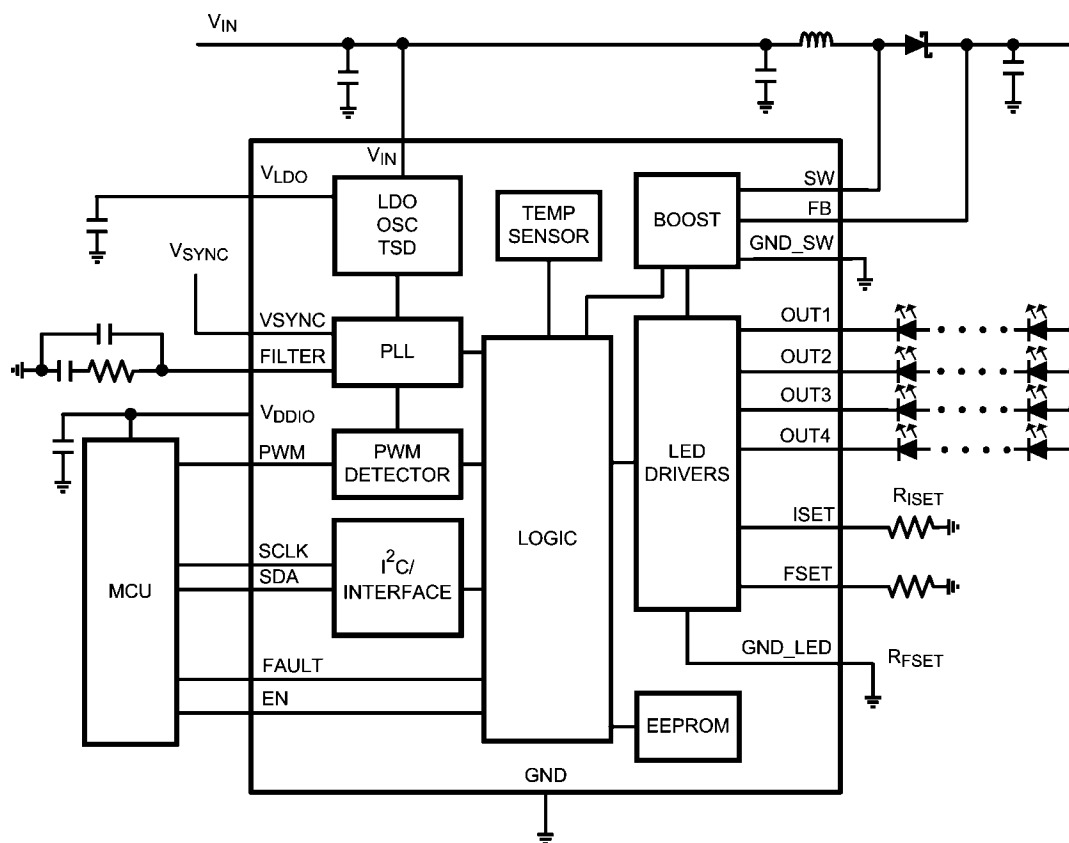 VIN
VIN
VLDO
LDO
OSC
TSD
TEMP
SENSOR
BOOST
SW
FB
GND_SW
VSYNC
VSYNC
FILTER
PLL
OUT1
OUT2
OUT3
OUT4
VDDIO
PWM
PWM
DETECTOR
LED
DRIVERS
LOGIC
RISET
ISET
SCLK
SDA
I2C/
INTERFACE
MCU
FSET
FAULT
EN
GND_LED
RFSET
EEPROM
GND